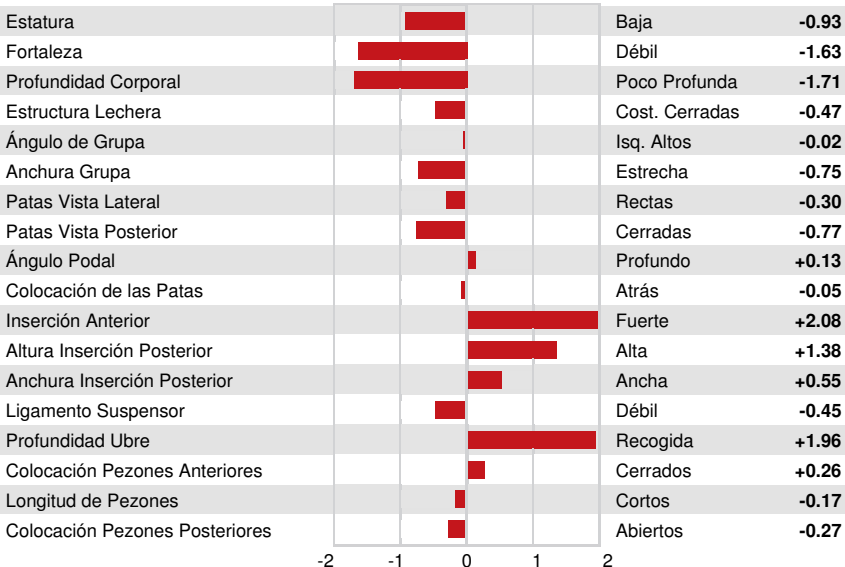 Estatura Baja -0.93
Fortaleza Débil -1.63
Profundidad Corporal Poco Profunda -1.71
Estructura Lechera Cost. Cerradas -0.47
Ángulo de Grupa Isq. Altos -0.02
Anchura Grupa Estrecha -0.75
Patas Vista Lateral Rectas -0.30
Patas Vista Posterior Cerradas -0.77
Ángulo Podal Profundo +0.13
Colocación de las Patas Atrás -0.05
Inserción Anterior Fuerte +2.08
Altura Inserción Posterior Alta +1.38
Anchura Inserción Posterior Ancha +0.55
Ligamento Suspensor Débil -0.45
Profundidad Ubre Recogida +1.96
Colocación Pezones Anteriores Cerrados +0.26
Longitud de Pezones Cortos -0.17
Colocación Pezones Posteriores Abiertos -0.27
-2 -1 0 1 2